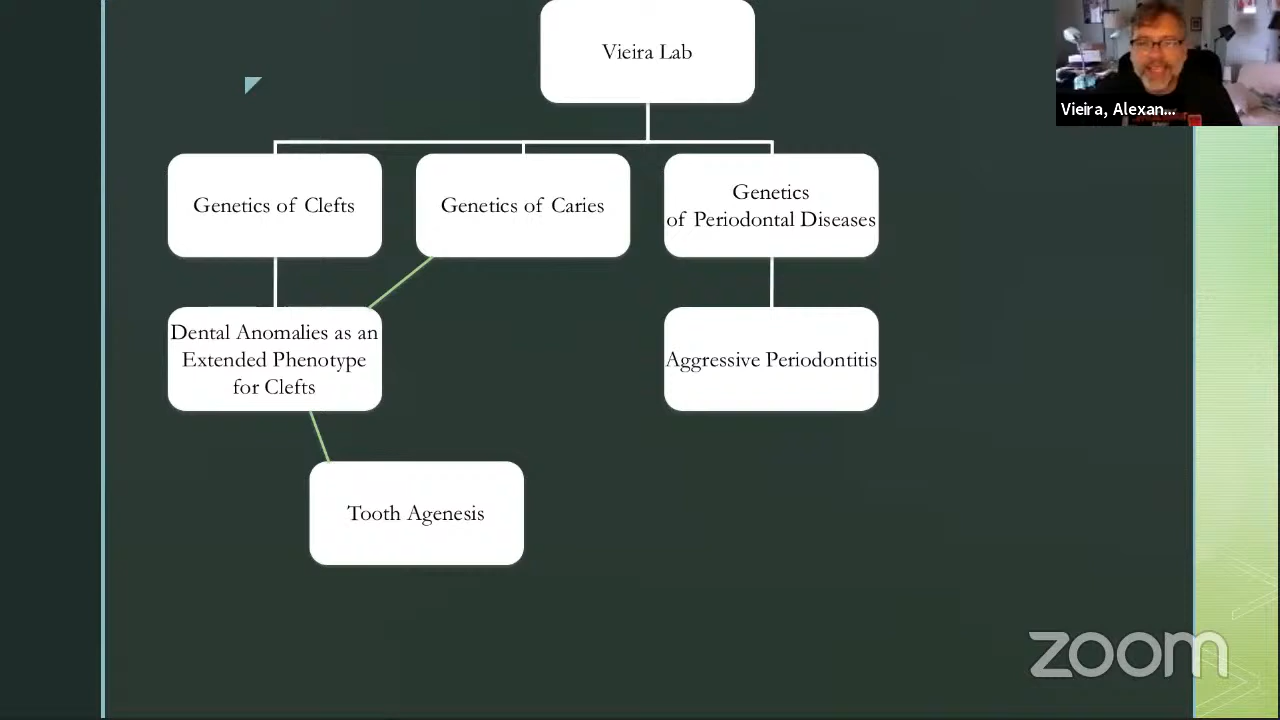 Vieira Lab
Vieira, Alexan...
Genetics of Clefts
Genetics of Caries
Genetics
of Periodontal Diseases
Dental Anomalies as an
Extended Phenotype
for Clefts
Aggressive Periodontitis
Tooth Agenesis
zoom